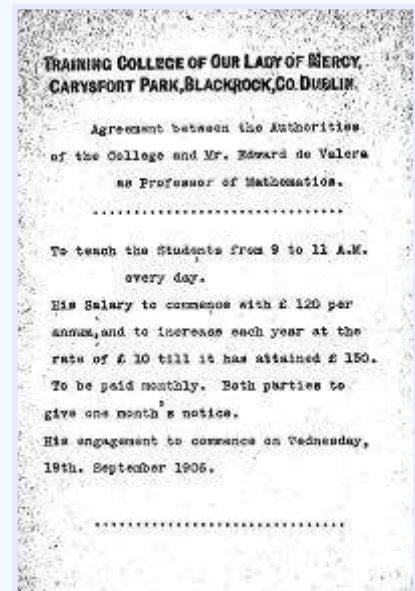 TRAINING COLLEGE OF OUR LADY OF MERCY,
CARYSFORT PARK, BLACKROCK, CO. DUBLIN.
Agreement between the Authorities
of the College and Mr. Edward de Valera
as Professor of Mathematics.
..............................
To teach the Students from 9 to 11 A.M.
every day.
His Salary to commence with £ 120 per
annum, and to increase each year at the
rate of £ 10 till it has attained £ 150.
To be paid monthly. Both parties to
give one month's notice.
His engagement to commence on Wednesday,
19th. September 1906.
..............................